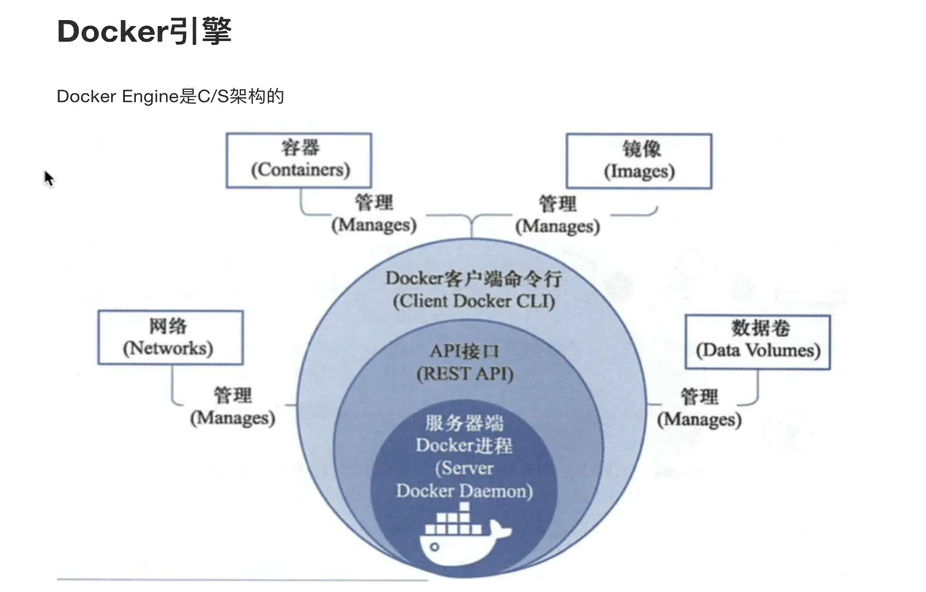 Docker引擎
Docker Engine是C/S架构的
容器
(Containers)
镜像
(Images)
管理
(Manages)
管理
(Manages)
Docker客户端命令行
(Client Docker CLI)
网络
(Networks)
数据卷
(Data Volumes)
API接口
(REST API)
管理
(Manages)
管理
(Manages)
服务器端
Docker进程
(Server
Docker Daemon)